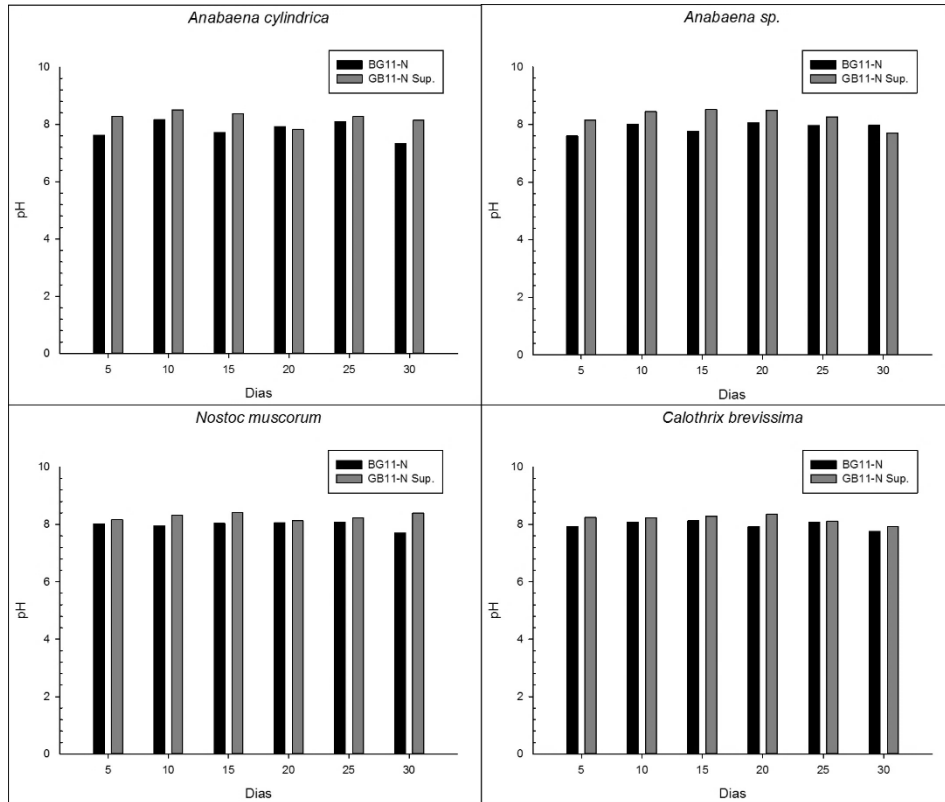 Anabaena cylindrica
BG11-N
GB11-N Sup.
10
8
6
4
2
0
pH
5 10 15 20 25 30
Dias
Anabaena sp.
BG11-N
GB11-N Sup.
10
8
6
4
2
0
pH
5 10 15 20 25 30
Dias
Nostoc muscorum
BG11-N
GB11-N Sup.
10
8
6
4
2
0
pH
5 10 15 20 25 30
Dias
Calothrix brevissima
BG11-N
GB11-N Sup.
10
8
6
4
2
0
pH
5 10 15 20 25 30
Dias